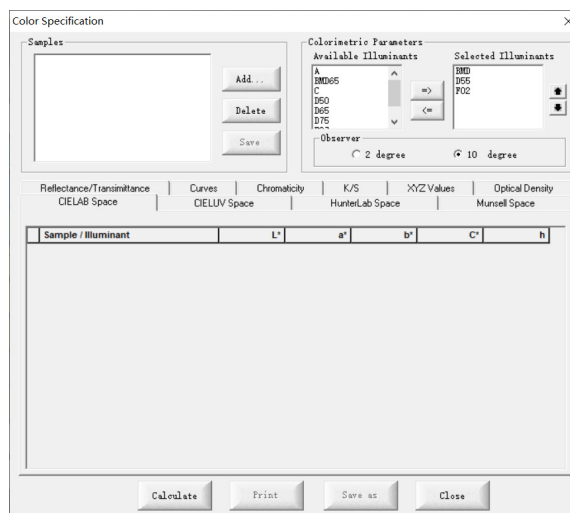 Color Specification
Samples
Add...
Delete
Save
Colorimetric Parameters
Available Illuminants
A
BMD65
C
D50
D65
D75
=>
<=
Selected Illuminants
BMD
D55
F02
Observer
2 degree
10 degree
Reflectance/Transmittance
Curves
Chromaticity
K/S
XYZ Values
Optical Density
CIELAB Space
CIELUV Space
HunterLab Space
Munsell Space
Sample / Illuminant L* a* b* C* h
Calculate
Print
Save as
Close